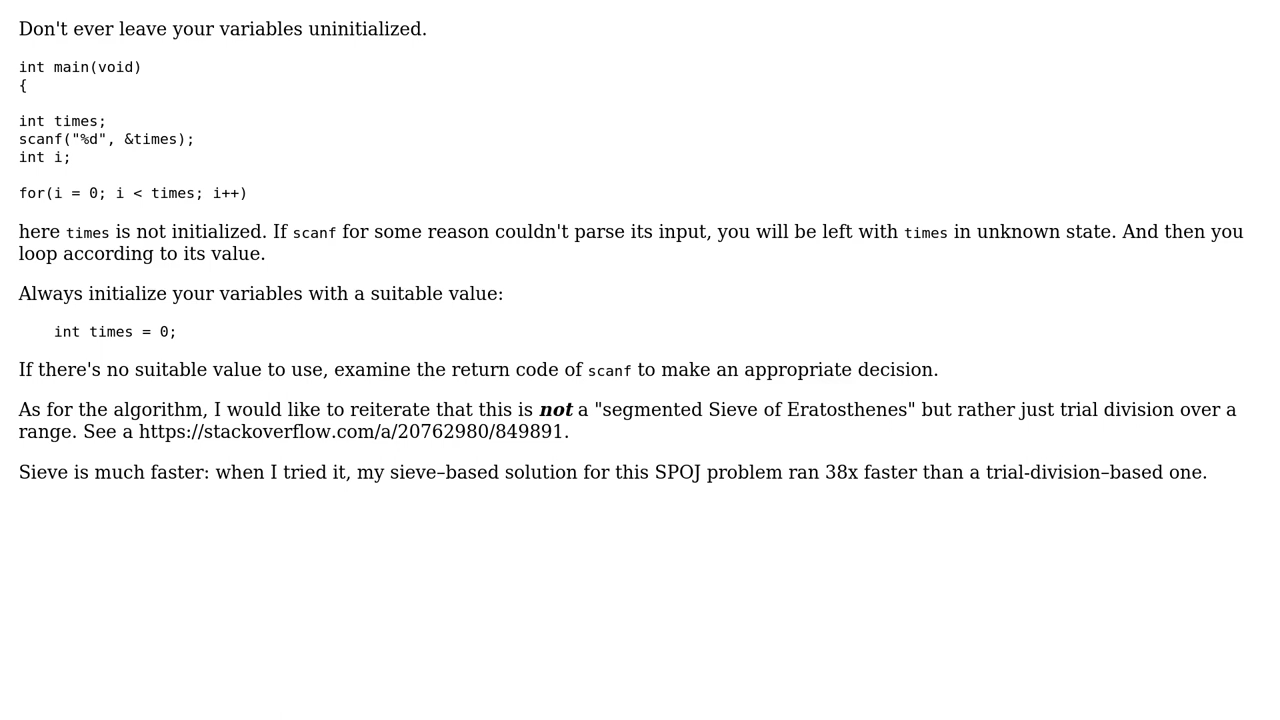 Don't ever leave your variables uninitialized.
int main(void)
{
int times;
scanf("%d", &times);
int i;
for(i = 0; i < times; i++)
here times is not initialized. If scanf for some reason couldn't parse its input, you will be left with times in unknown state. And then you
loop according to its value.
Always initialize your variables with a suitable value:
int times = 0;
If there's no suitable value to use, examine the return code of scanf to make an appropriate decision.
As for the algorithm, I would like to reiterate that this is not a "segmented Sieve of Eratosthenes" but rather just trial division over a
range. See a https://stackoverflow.com/a/20762980/849891.
Sieve is much faster: when I tried it, my sieve–based solution for this SPOJ problem ran 38x faster than a trial-division–based one.